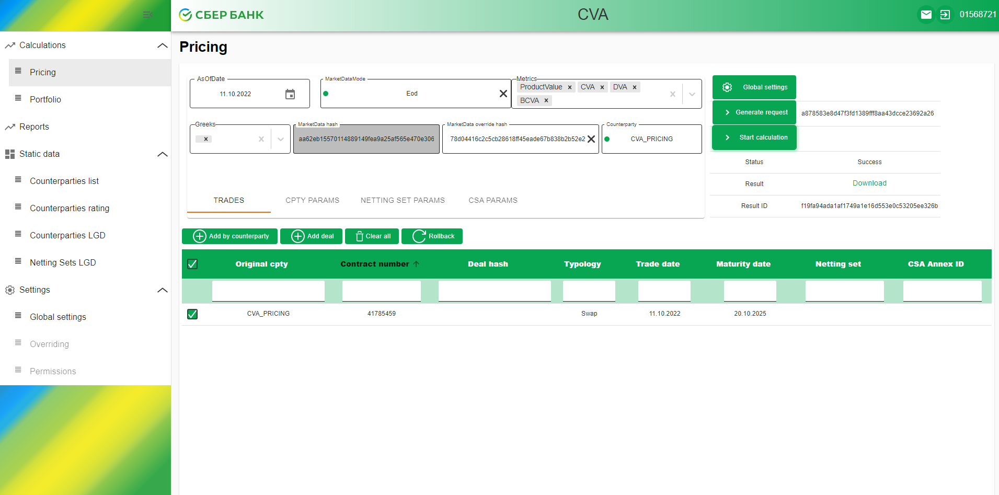 СБЕР БАНК
CVA
01568721
Calculations
Pricing
Portfolio
Reports
Static data
Counterparties list
Counterparties rating
Counterparties LGD
Netting Sets LGD
Settings
Global settings
Overriding
Permissions
Pricing
AsOfDate
11.10.2022
MarketDataMode
Eod
Metrics
ProductValue × CVA × DVA ×
BCVA ×
Greeks
MarketData hash
aa62eb15570114889149fea9a25af565e470e306
MarketData override hash
78d04416c2c5cb28618ff45eade67b838b2b52e2
Counterparty
CVA_PRICING
Global settings
Generate request a878583e8d47f3fd1389fff8aa43dcce23692a26
Start calculation
Status Success
Result Download
Result ID f19fa94ada1af1749a1e16d553e0c53205ee326b
TRADES CPTY PARAMS NETTING SET PARAMS CSA PARAMS
Add by counterparty Add deal Clear all Rollback
Original cpty Contract number Deal hash Typology Trade date Maturity date Netting set CSA Annex ID
CVA_PRICING 41785459 Swap 11.10.2022 20.10.2025